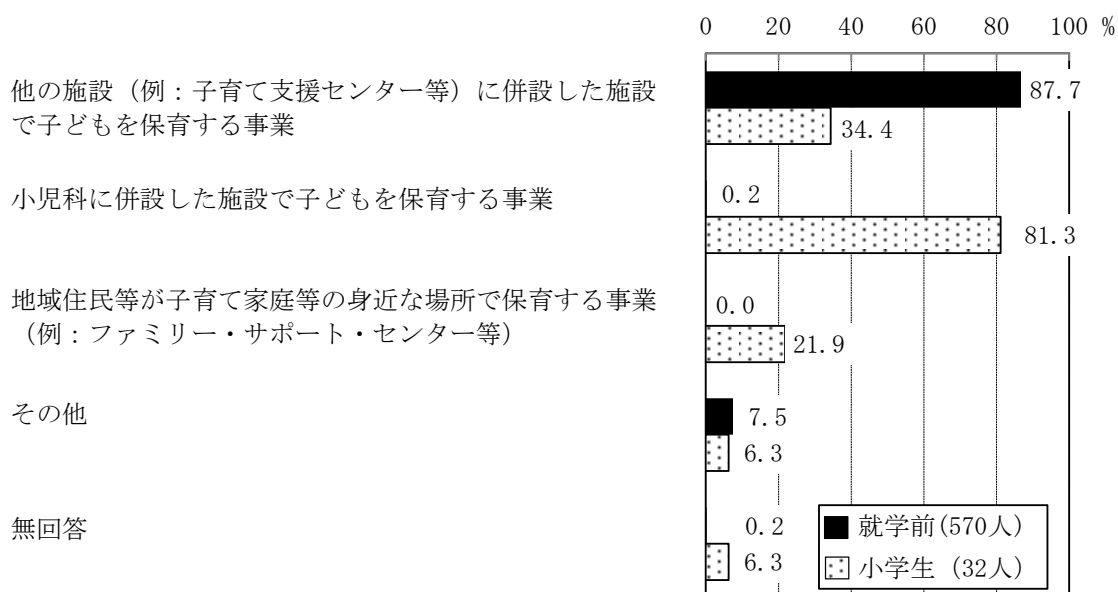 0 20 40 60 80 100 %
他の施設（例：子育て支援センター等）に併設した施設
で子どもを保育する事業
87.7
34.4
小児科に併設した施設で子どもを保育する事業
0.2
81.3
地域住民等が子育て家庭等の身近な場所で保育する事業
（例：ファミリー・サポート・センター等）
0.0
21.9
その他
7.5
6.3
無回答
0.2
6.3
就学前(570人)
小学生（32人）